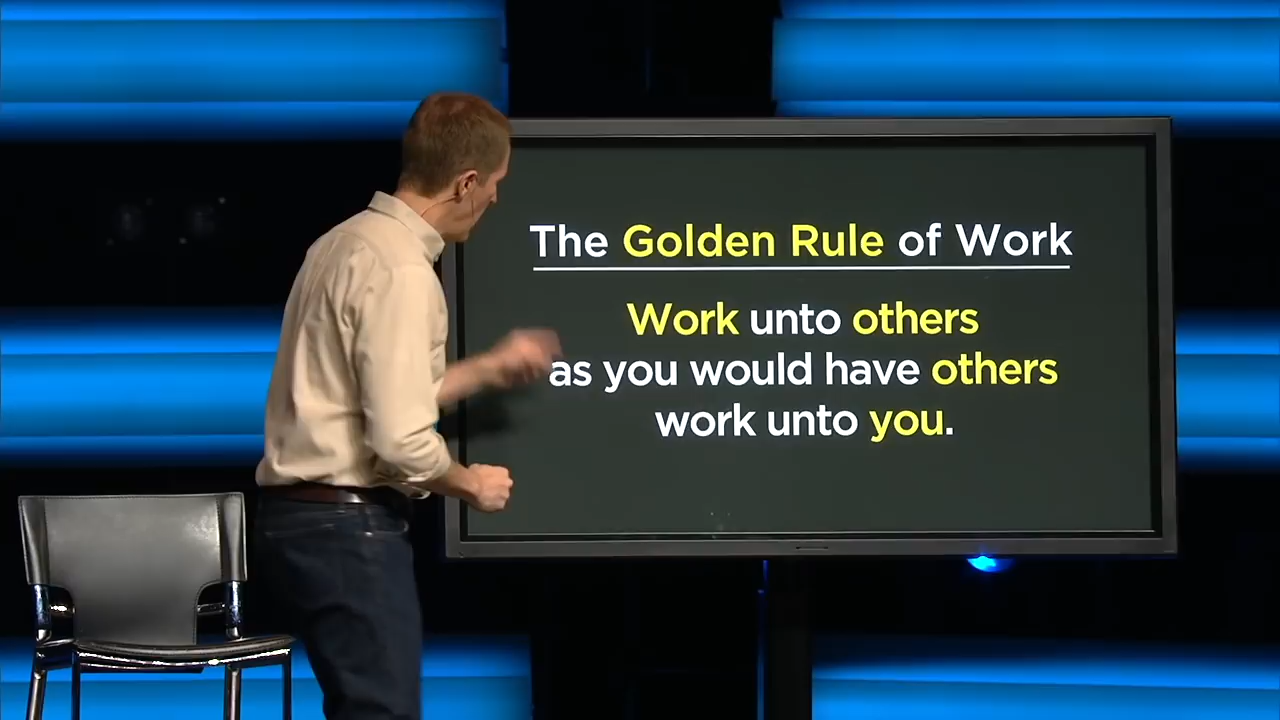 The Golden Rule of Work
Work unto others
as you would have others
work unto you.